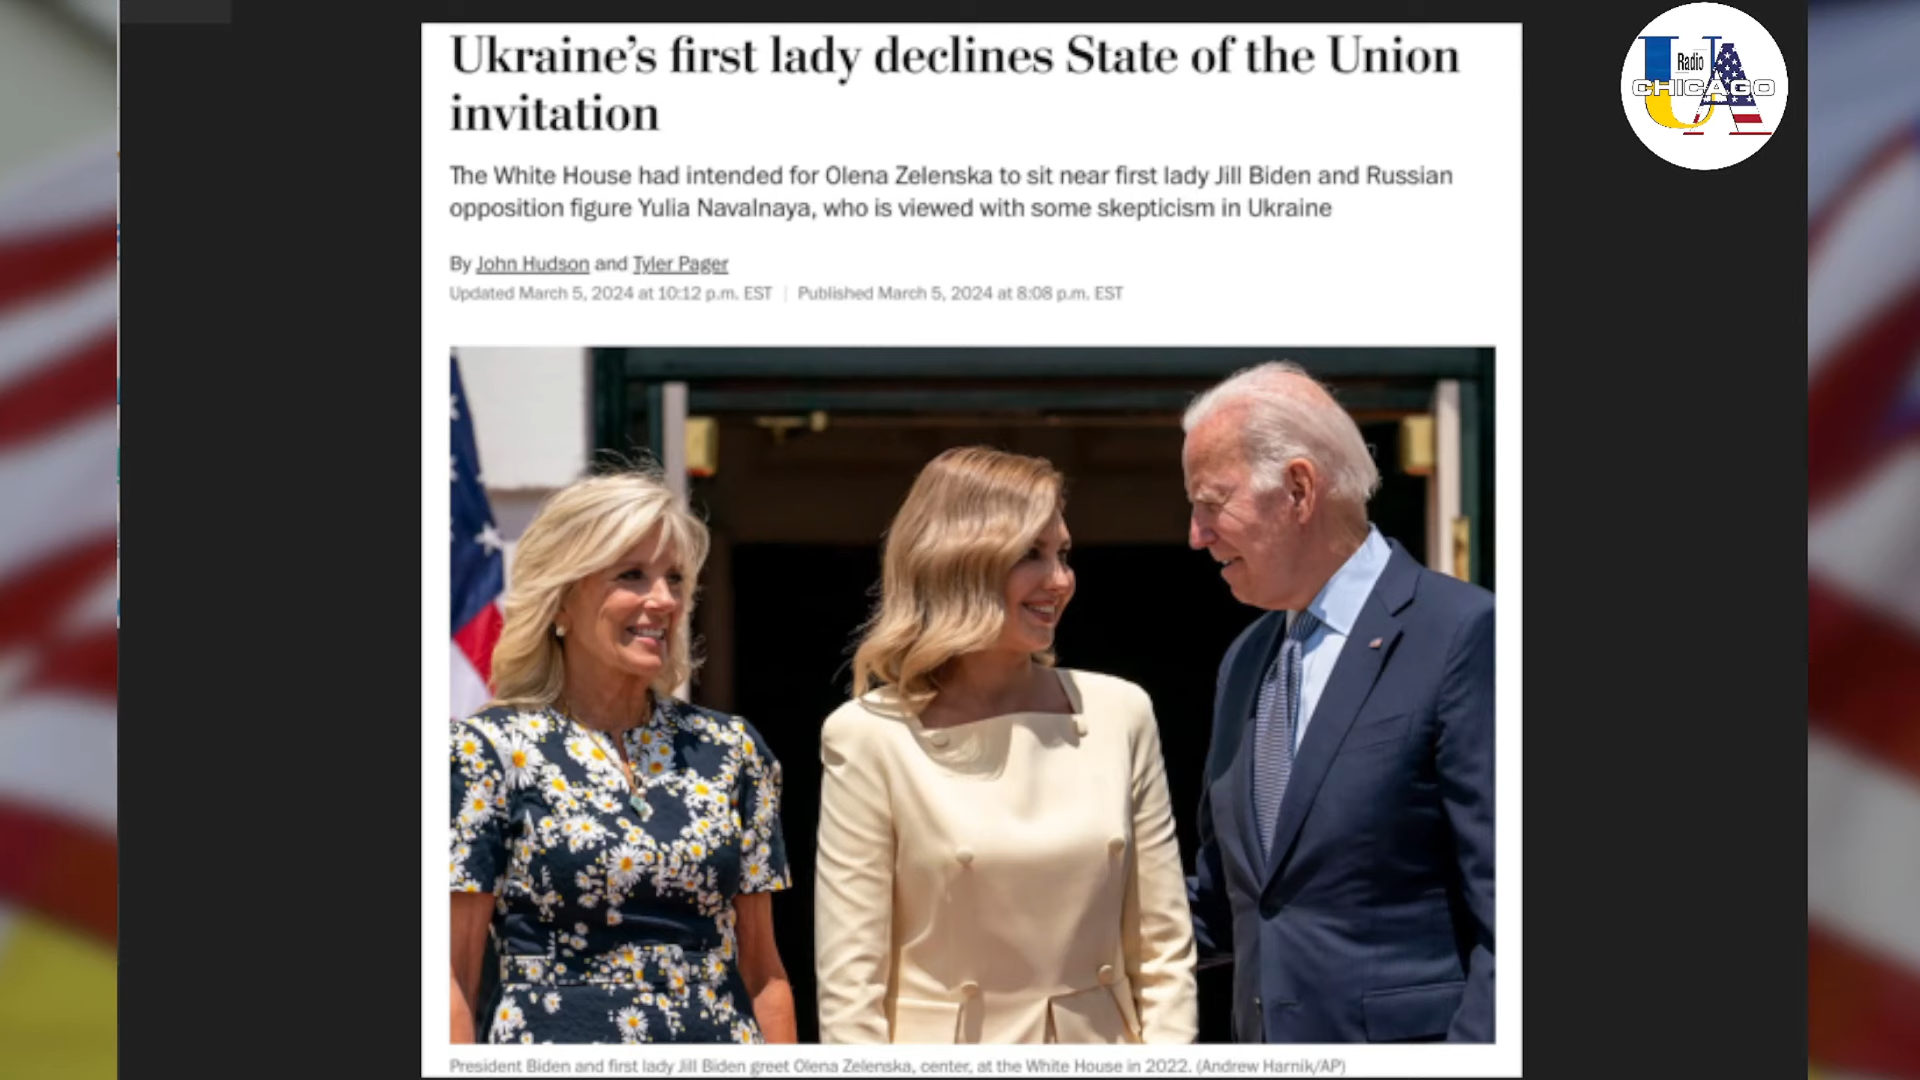 Ukraine’s first lady declines State of the Union
invitation
The White House had intended for Olena Zelenska to sit near first lady Jill Biden and Russian
opposition figure Yulia Navalnaya, who is viewed with some skepticism in Ukraine
By John Hudson and Tyler Pager
Updated March 5, 2024 at 10:12 p.m. EST | Published March 5, 2024 at 8:08 p.m. EST
President Biden and first lady Jill Biden greet Olena Zelenska, center, at the White House in 2022. (Andrew Harnik/AP)
UA
Radio
CHICAGO